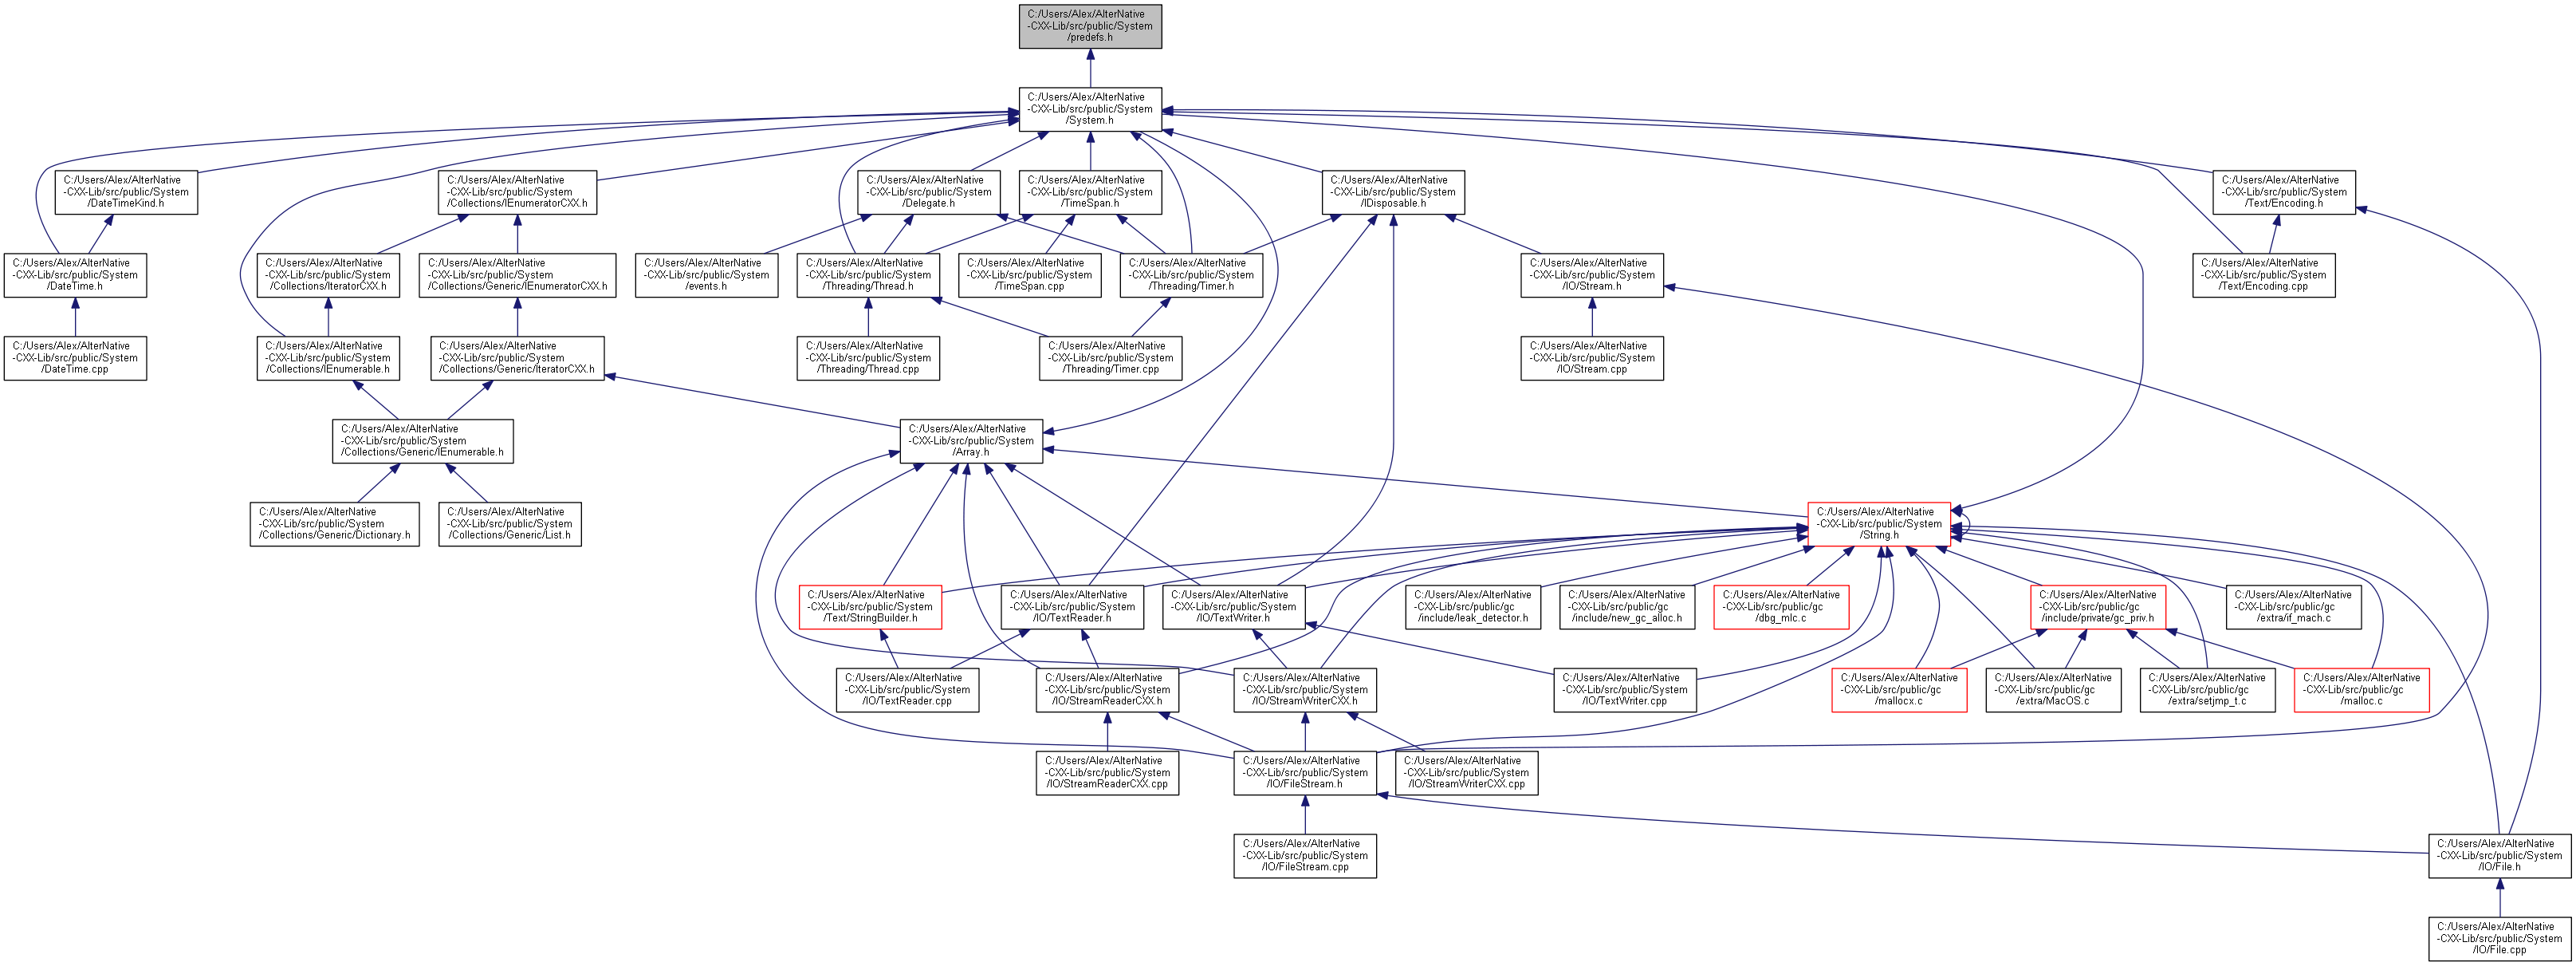 C:/Users/Alex/AlterNative
-CXX-Lib/src/public/System
/predefs.h
C:/Users/Alex/AlterNative
-CXX-Lib/src/public/System
/System.h
C:/Users/Alex/AlterNative
-CXX-Lib/src/public/System
/DateTimeKind.h
C:/Users/Alex/AlterNative
-CXX-Lib/src/public/System
/Collections/IEnumeratorCXX.h
C:/Users/Alex/AlterNative
-CXX-Lib/src/public/System
/Delegate.h
C:/Users/Alex/AlterNative
-CXX-Lib/src/public/System
/TimeSpan.h
C:/Users/Alex/AlterNative
-CXX-Lib/src/public/System
/IDisposable.h
C:/Users/Alex/AlterNative
-CXX-Lib/src/public/System
/Text/Encoding.h
C:/Users/Alex/AlterNative
-CXX-Lib/src/public/System
/DateTime.h
C:/Users/Alex/AlterNative
-CXX-Lib/src/public/System
/Collections/IteratorCXX.h
C:/Users/Alex/AlterNative
-CXX-Lib/src/public/System
/Collections/Generic/IEnumeratorCXX.h
C:/Users/Alex/AlterNative
-CXX-Lib/src/public/System
/events.h
C:/Users/Alex/AlterNative
-CXX-Lib/src/public/System
/Threading/Thread.h
C:/Users/Alex/AlterNative
-CXX-Lib/src/public/System
/TimeSpan.cpp
C:/Users/Alex/AlterNative
-CXX-Lib/src/public/System
/Threading/Timer.h
C:/Users/Alex/AlterNative
-CXX-Lib/src/public/System
/IO/Stream.h
C:/Users/Alex/AlterNative
-CXX-Lib/src/public/System
/Text/Encoding.cpp
C:/Users/Alex/AlterNative
-CXX-Lib/src/public/System
/DateTime.cpp
C:/Users/Alex/AlterNative
-CXX-Lib/src/public/System
/Collections/IEnumerable.h
C:/Users/Alex/AlterNative
-CXX-Lib/src/public/System
/Collections/Generic/IteratorCXX.h
C:/Users/Alex/AlterNative
-CXX-Lib/src/public/System
/Threading/Thread.cpp
C:/Users/Alex/AlterNative
-CXX-Lib/src/public/System
/Threading/Timer.cpp
C:/Users/Alex/AlterNative
-CXX-Lib/src/public/System
/IO/Stream.cpp
C:/Users/Alex/AlterNative
-CXX-Lib/src/public/System
/Collections/Generic/IEnumerable.h
C:/Users/Alex/AlterNative
-CXX-Lib/src/public/System
/Array.h
C:/Users/Alex/AlterNative
-CXX-Lib/src/public/System
/Collections/Generic/Dictionary.h
C:/Users/Alex/AlterNative
-CXX-Lib/src/public/System
/Collections/Generic/List.h
C:/Users/Alex/AlterNative
-CXX-Lib/src/public/System
/String.h
C:/Users/Alex/AlterNative
-CXX-Lib/src/public/System
/Text/StringBuilder.h
C:/Users/Alex/AlterNative
-CXX-Lib/src/public/System
/IO/TextReader.h
C:/Users/Alex/AlterNative
-CXX-Lib/src/public/System
/IO/TextWriter.h
C:/Users/Alex/AlterNative
-CXX-Lib/src/public/gc
/include/leak_detector.h
C:/Users/Alex/AlterNative
-CXX-Lib/src/public/gc
/include/new_gc_alloc.h
C:/Users/Alex/AlterNative
-CXX-Lib/src/public/gc
/dbg_mlc.c
C:/Users/Alex/AlterNative
-CXX-Lib/src/public/gc
/include/private/gc_priv.h
C:/Users/Alex/AlterNative
-CXX-Lib/src/public/gc
/extra/if_mach.c
C:/Users/Alex/AlterNative
-CXX-Lib/src/public/System
/IO/TextReader.cpp
C:/Users/Alex/AlterNative
-CXX-Lib/src/public/System
/IO/StreamReaderCXX.h
C:/Users/Alex/AlterNative
-CXX-Lib/src/public/System
/IO/StreamWriterCXX.h
C:/Users/Alex/AlterNative
-CXX-Lib/src/public/System
/IO/TextWriter.cpp
C:/Users/Alex/AlterNative
-CXX-Lib/src/public/gc
/mallocx.c
C:/Users/Alex/AlterNative
-CXX-Lib/src/public/gc
/extra/MacOS.c
C:/Users/Alex/AlterNative
-CXX-Lib/src/public/gc
/extra/setjmp_t.c
C:/Users/Alex/AlterNative
-CXX-Lib/src/public/gc
/malloc.c
C:/Users/Alex/AlterNative
-CXX-Lib/src/public/System
/IO/StreamReaderCXX.cpp
C:/Users/Alex/AlterNative
-CXX-Lib/src/public/System
/IO/FileStream.h
C:/Users/Alex/AlterNative
-CXX-Lib/src/public/System
/IO/StreamWriterCXX.cpp
C:/Users/Alex/AlterNative
-CXX-Lib/src/public/System
/IO/FileStream.cpp
C:/Users/Alex/AlterNative
-CXX-Lib/src/public/System
/IO/File.h
C:/Users/Alex/AlterNative
-CXX-Lib/src/public/System
/IO/File.cpp